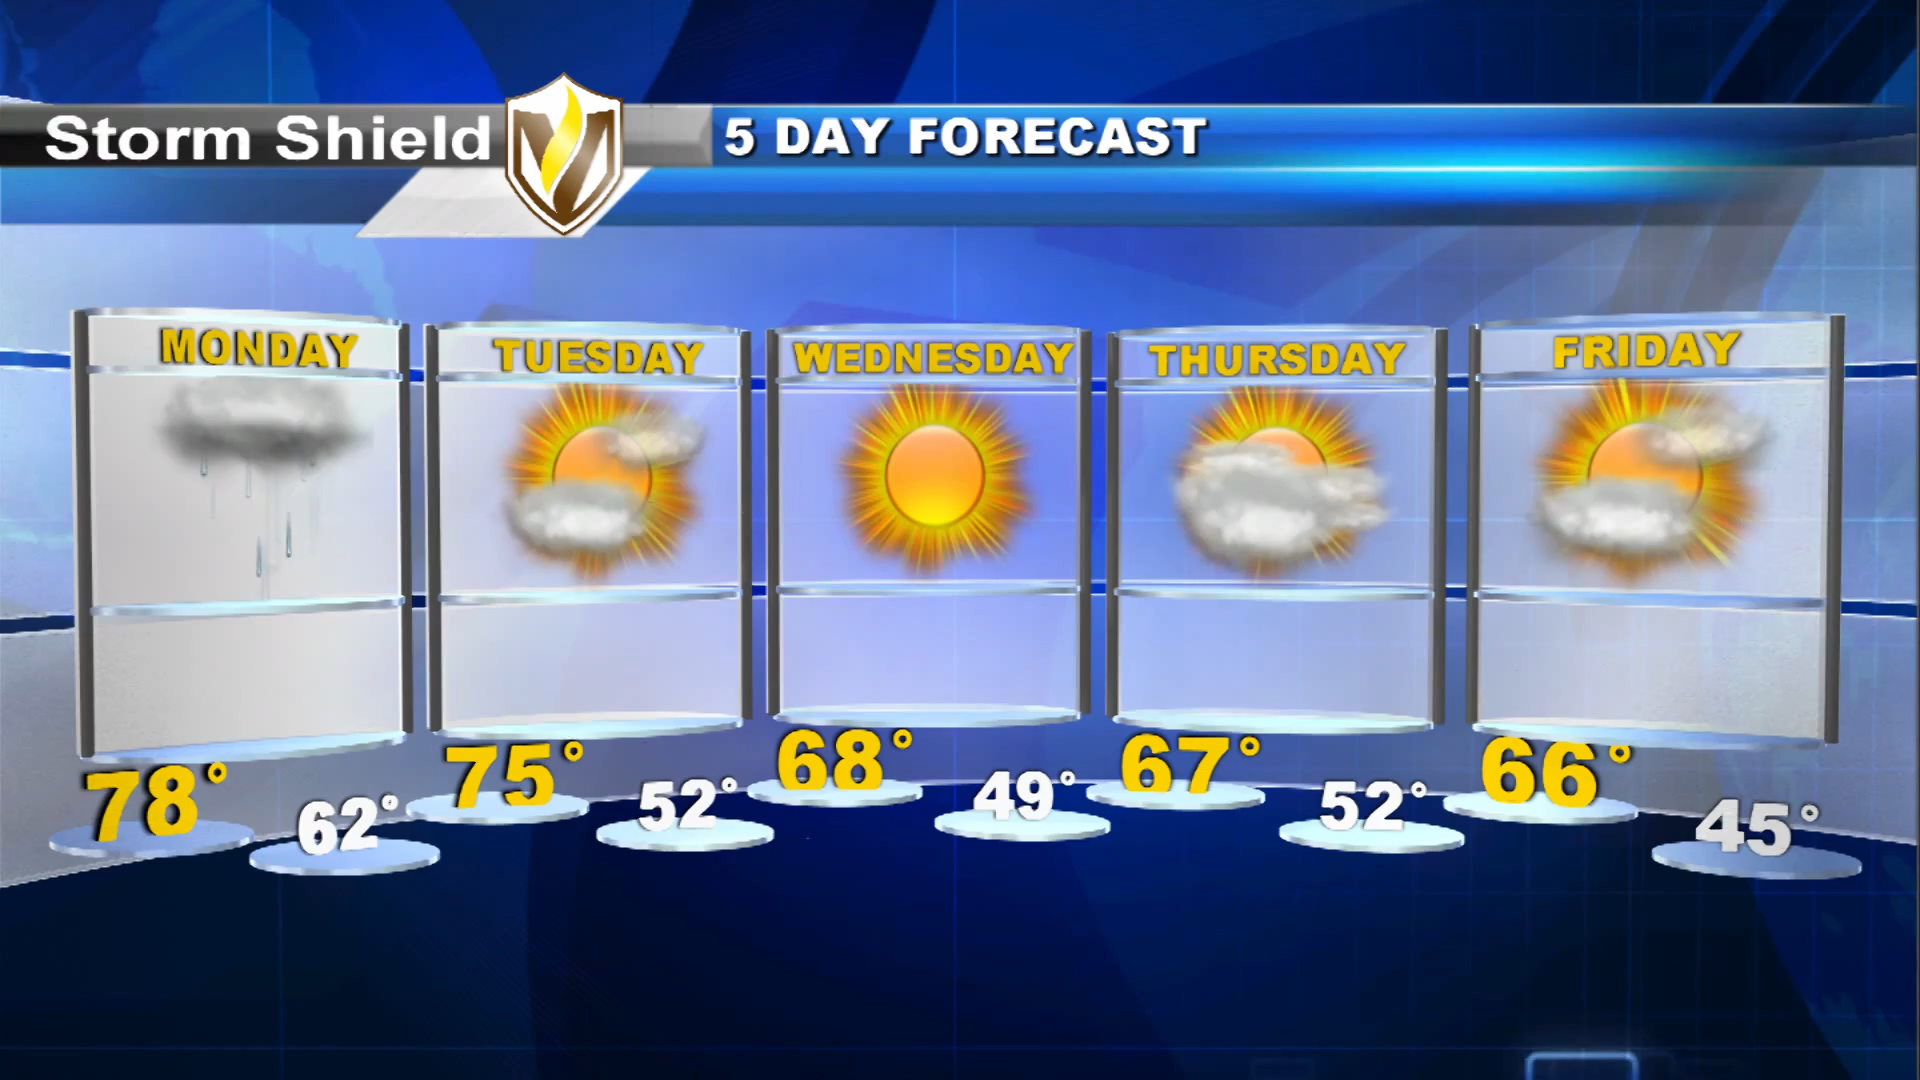 Storm Shield
5 DAY FORECAST
MONDAY
TUESDAY
WEDNESDAY
THURSDAY
FRIDAY
78° 62°
75° 52°
68° 49°
67° 52°
66° 45°